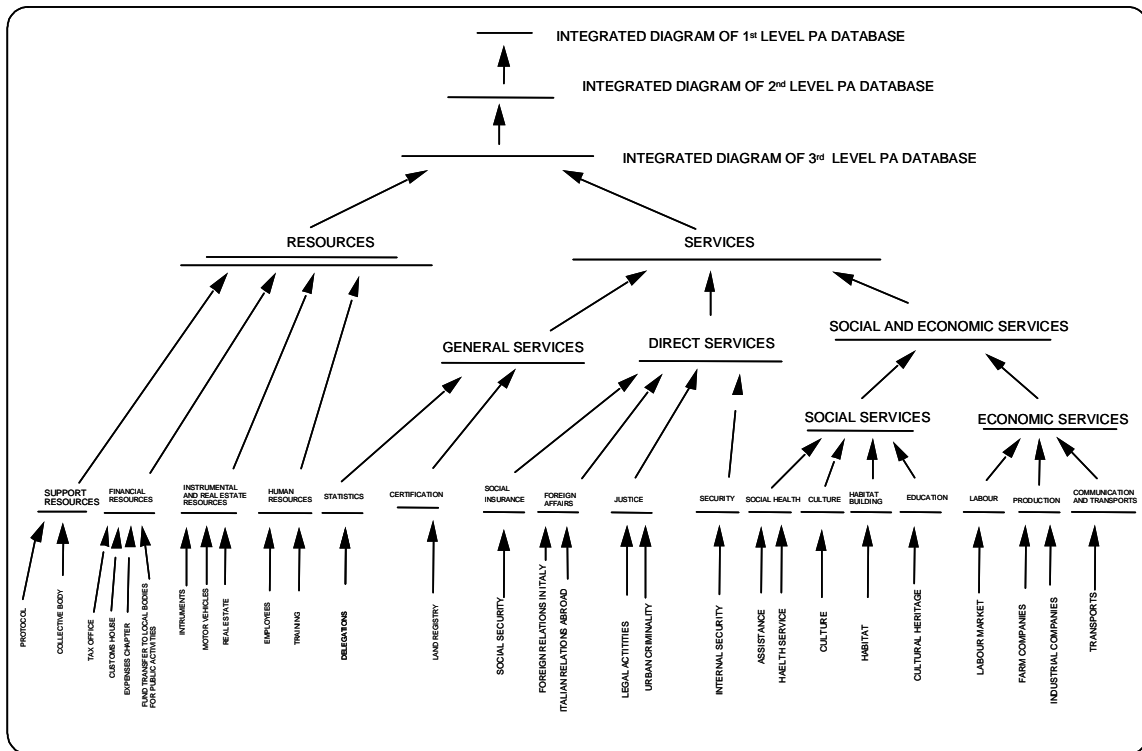 INTEGRATED DIAGRAM OF 1st LEVEL PA DATABASE
INTEGRATED DIAGRAM OF 2nd LEVEL PA DATABASE
INTEGRATED DIAGRAM OF 3rd LEVEL PA DATABASE
RESOURCES
SERVICES
SOCIAL AND ECONOMIC SERVICES
GENERAL SERVICES
DIRECT SERVICES
SOCIAL SERVICES
ECONOMIC SERVICES
SUPPORT
RESOURCES
FINANCIAL
RESOURCES
INSTRUMENTAL
AND REAL ESTATE
RESOURCES
HUMAN
RESOURCES
STATISTICS
CERTIFICATION
SOCIAL
INSURANCE
FOREIGN
AFFAIRS
JUSTICE
SECURITY
SOCIAL HEALTH
CULTURE
HABITAT
BUILDING
EDUCATION
LABOUR
PRODUCTION
COMMUNICATION
AND TRANSPORTS
PROTOCOL
COLLECTIVE BODY
TAX OFFICE
CUSTOMS HOUSE
EXPENSES CHAPTER
FUND TRANSFER TO LOCAL BODIES
FOR PUBLIC ACTIVITIES
INTRUMENTS
MOTOR VEHICLES
REAL ESTATE
EMPLOYEES
TRAINING
DELEGATIONS
LAND REGISTRY
SOCIAL SECURITY
FOREIGN RELATIONS IN ITALY
ITALIAN RELATIONS ABROAD
LEGAL ACTITITIES
URBAN CRIMINALITY
INTERNAL SECURITY
ASSISTANCE
HAELTH SERVICE
CULTURE
HABITAT
CULTURAL HERITAGE
LABOUR MARKET
FARM COMPANIES
INDUSTRIAL COMPANIES
TRANSPORTS